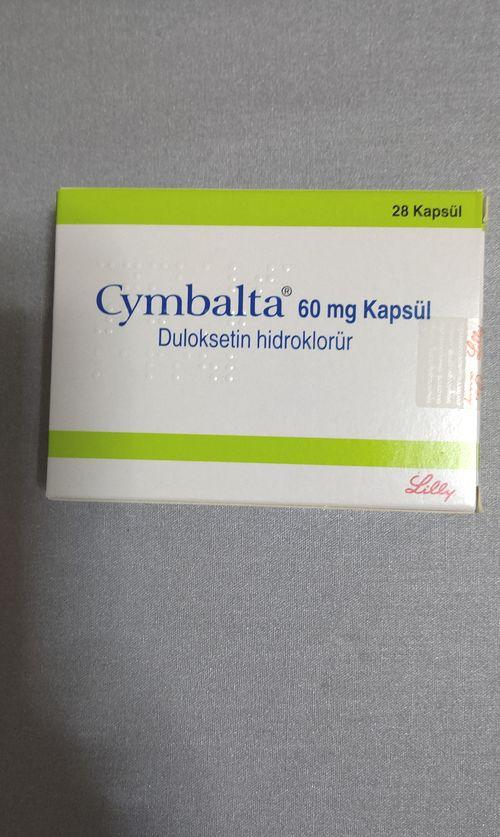 28 Kapsül
Cymbalta® 60 mg Kapsül
Duloksetin hidroklorür
Lilly